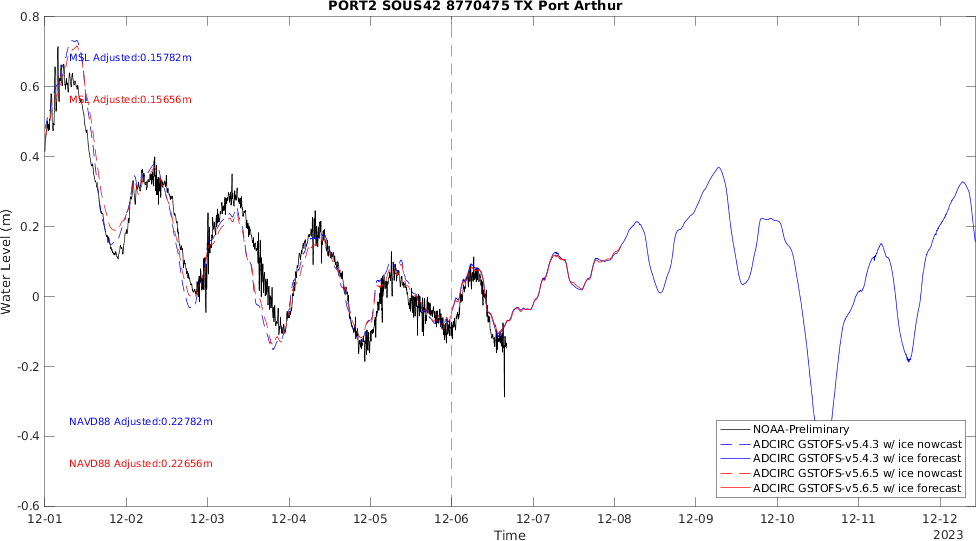 PORT2 SOUS42 8770475 TX Port Arthur
Water Level (m)
0.8
0.6
0.4
0.2
0
-0.2
-0.4
-0.6
MSL Adjusted:0.15782m
MSL Adjusted:0.15656m
NAVD88 Adjusted:0.22782m
NAVD88 Adjusted:0.22656m
NOAA-Preliminary
ADCIRC GSTOFS-v5.4.3 w/ ice nowcast
ADCIRC GSTOFS-v5.4.3 w/ ice forecast
ADCIRC GSTOFS-v5.6.5 w/ ice nowcast
ADCIRC GSTOFS-v5.6.5 w/ ice forecast
12-01 12-02 12-03 12-04 12-05 12-06 12-07 12-08 12-09 12-10 12-11 12-12
2023
Time